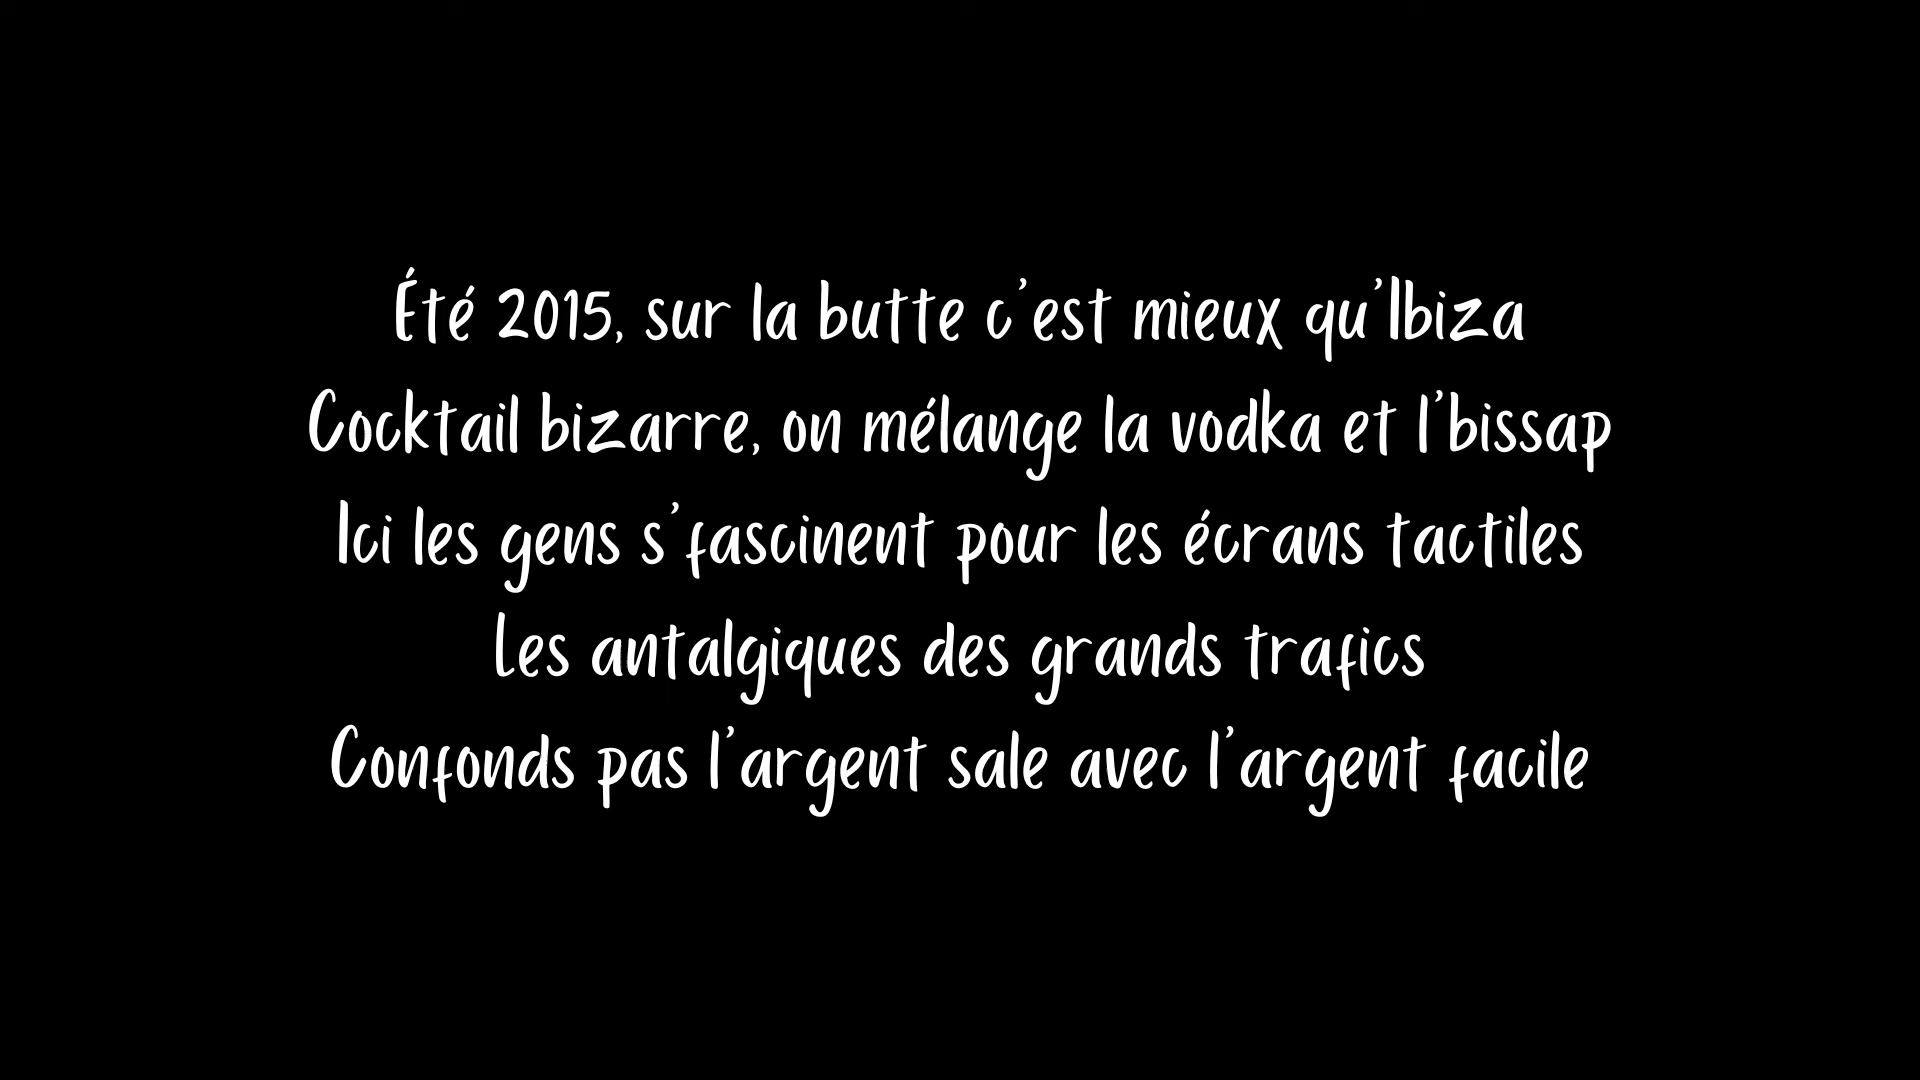 Été 2015, sur la butte c'est mieux qu'Ibiza
Cocktail bizarre, on mélange la vodka et l'bissap
Ici les gens s'fascinent pour les écrans tactiles
Les antalgiques des grands trafics
Confonds pas l'argent sale avec l'argent facile